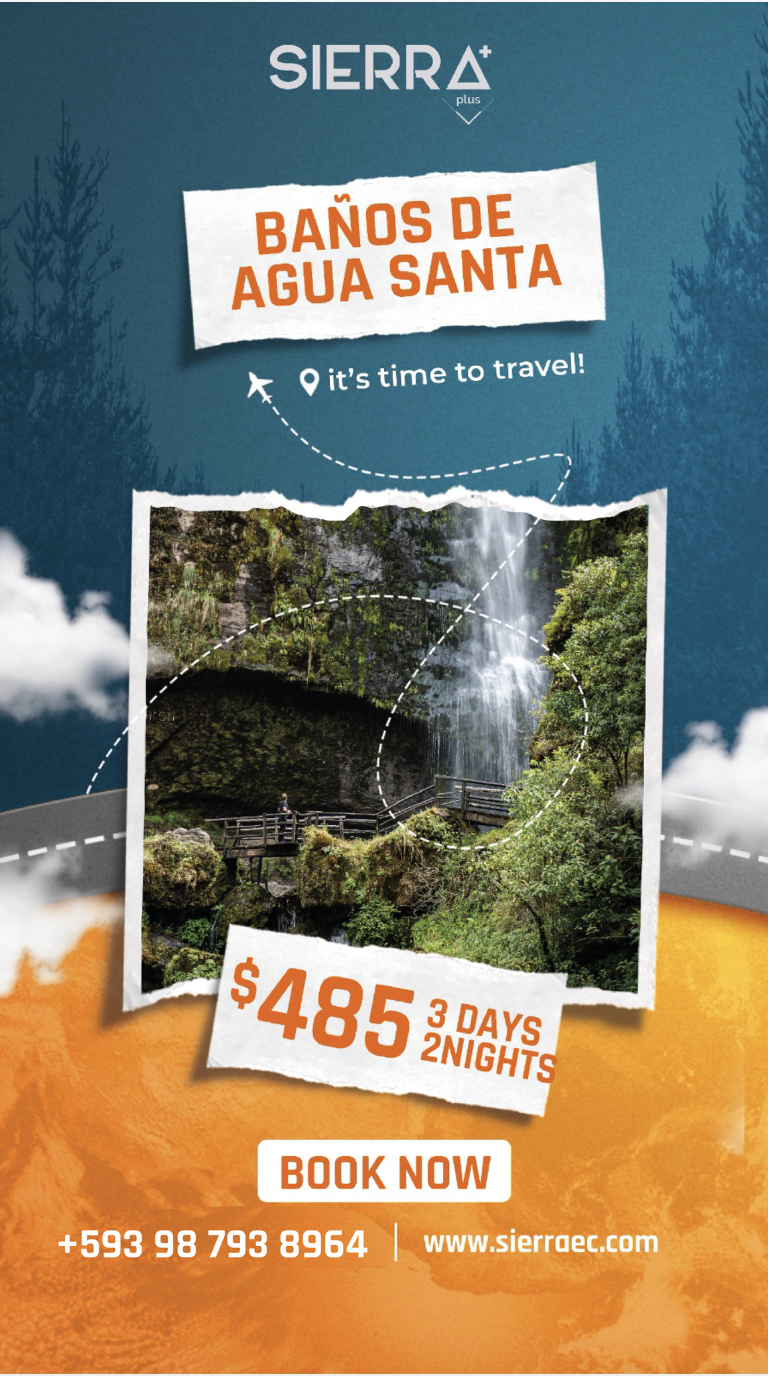 SIERRA+
plus
BAÑOS DE
AGUA SANTA
it's time to travel!
$485
3 DAYS
2NIGHTS
BOOK NOW
+593 98 793 8964 | www.sierraec.com